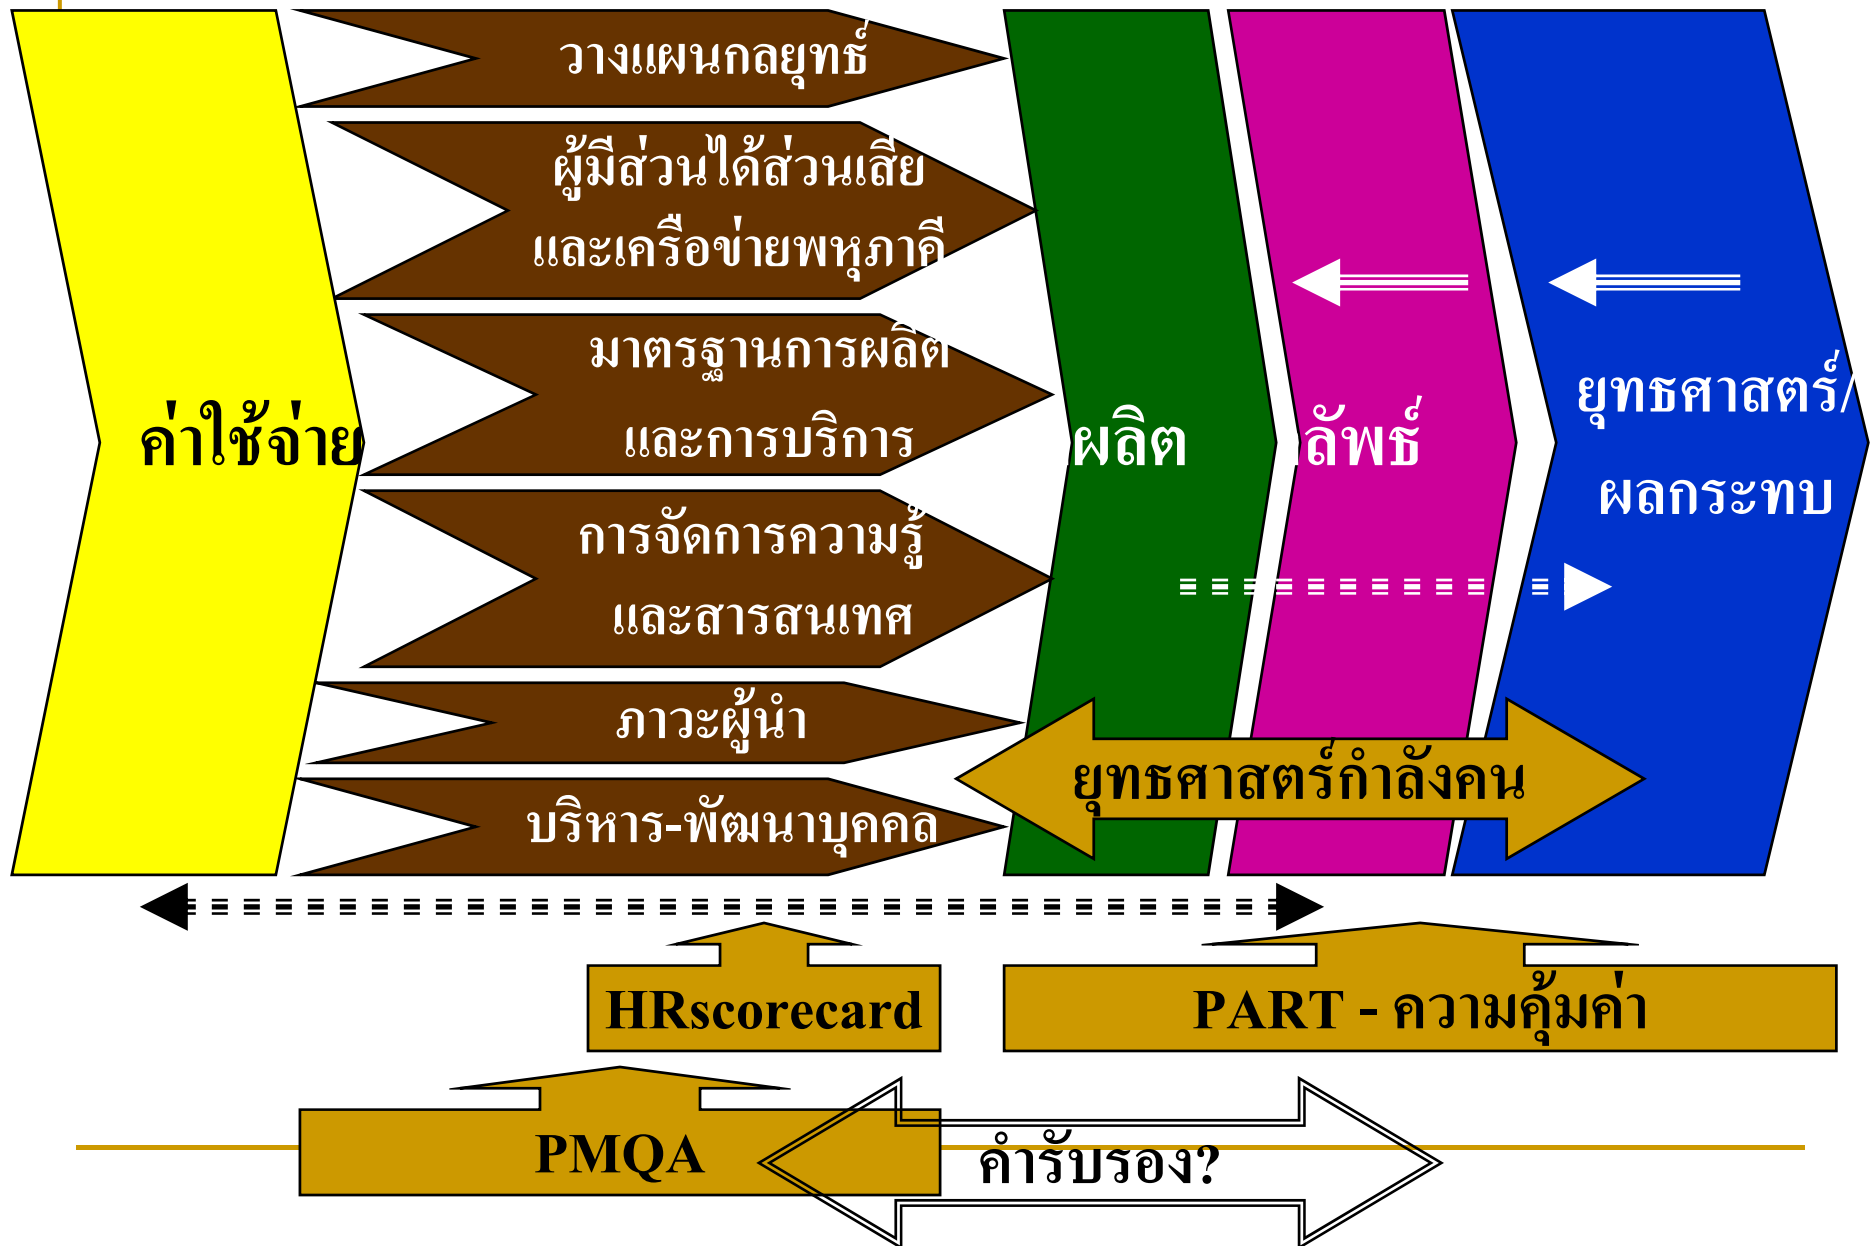 วางแผนกลยุทธ์
ผู้มีส่วนได้ส่วนเสีย
และเครือข่ายพหุภาคี
มาตรฐานการผลิต
และการบริการ
การจัดการความรู้
และสารสนเทศ
ภาวะผู้นำ
บริหาร-พัฒนาบุคคล
ค่าใช้จ่าย
ผลิต
ลัพธ์
ยุทธศาสตร์/
ผลกระทบ
ยุทธศาสตร์กำลังคน
HRscorecard
PART - ความคุ้มค่า
PMQA
คำรับรอง?